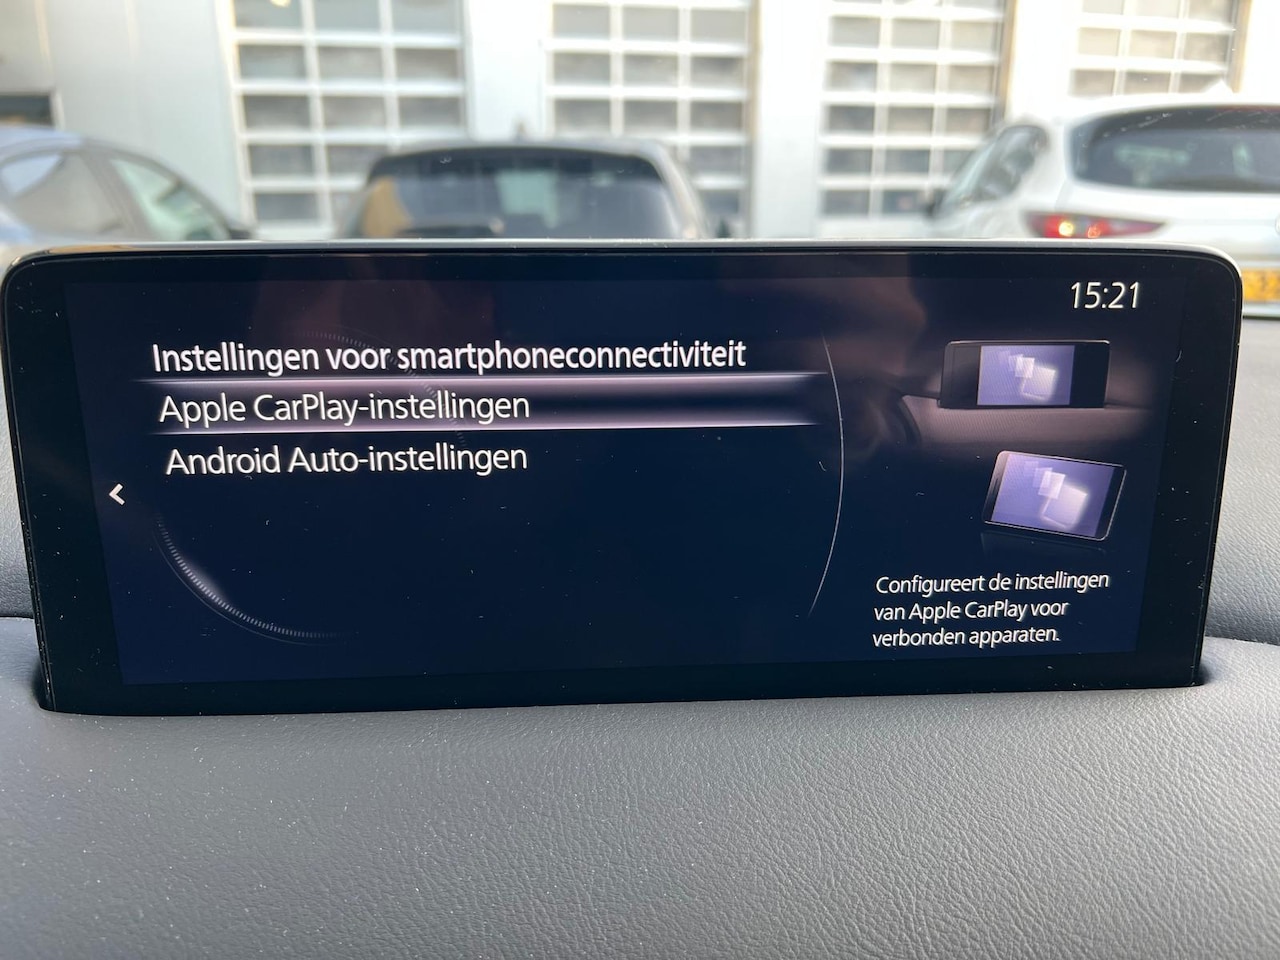 15:21
Instellingen voor smartphoneconnectiviteit
Apple CarPlay-instellingen
Android Auto-instellingen
Configureert de instellingen
van Apple CarPlay voor
verbonden apparaten.